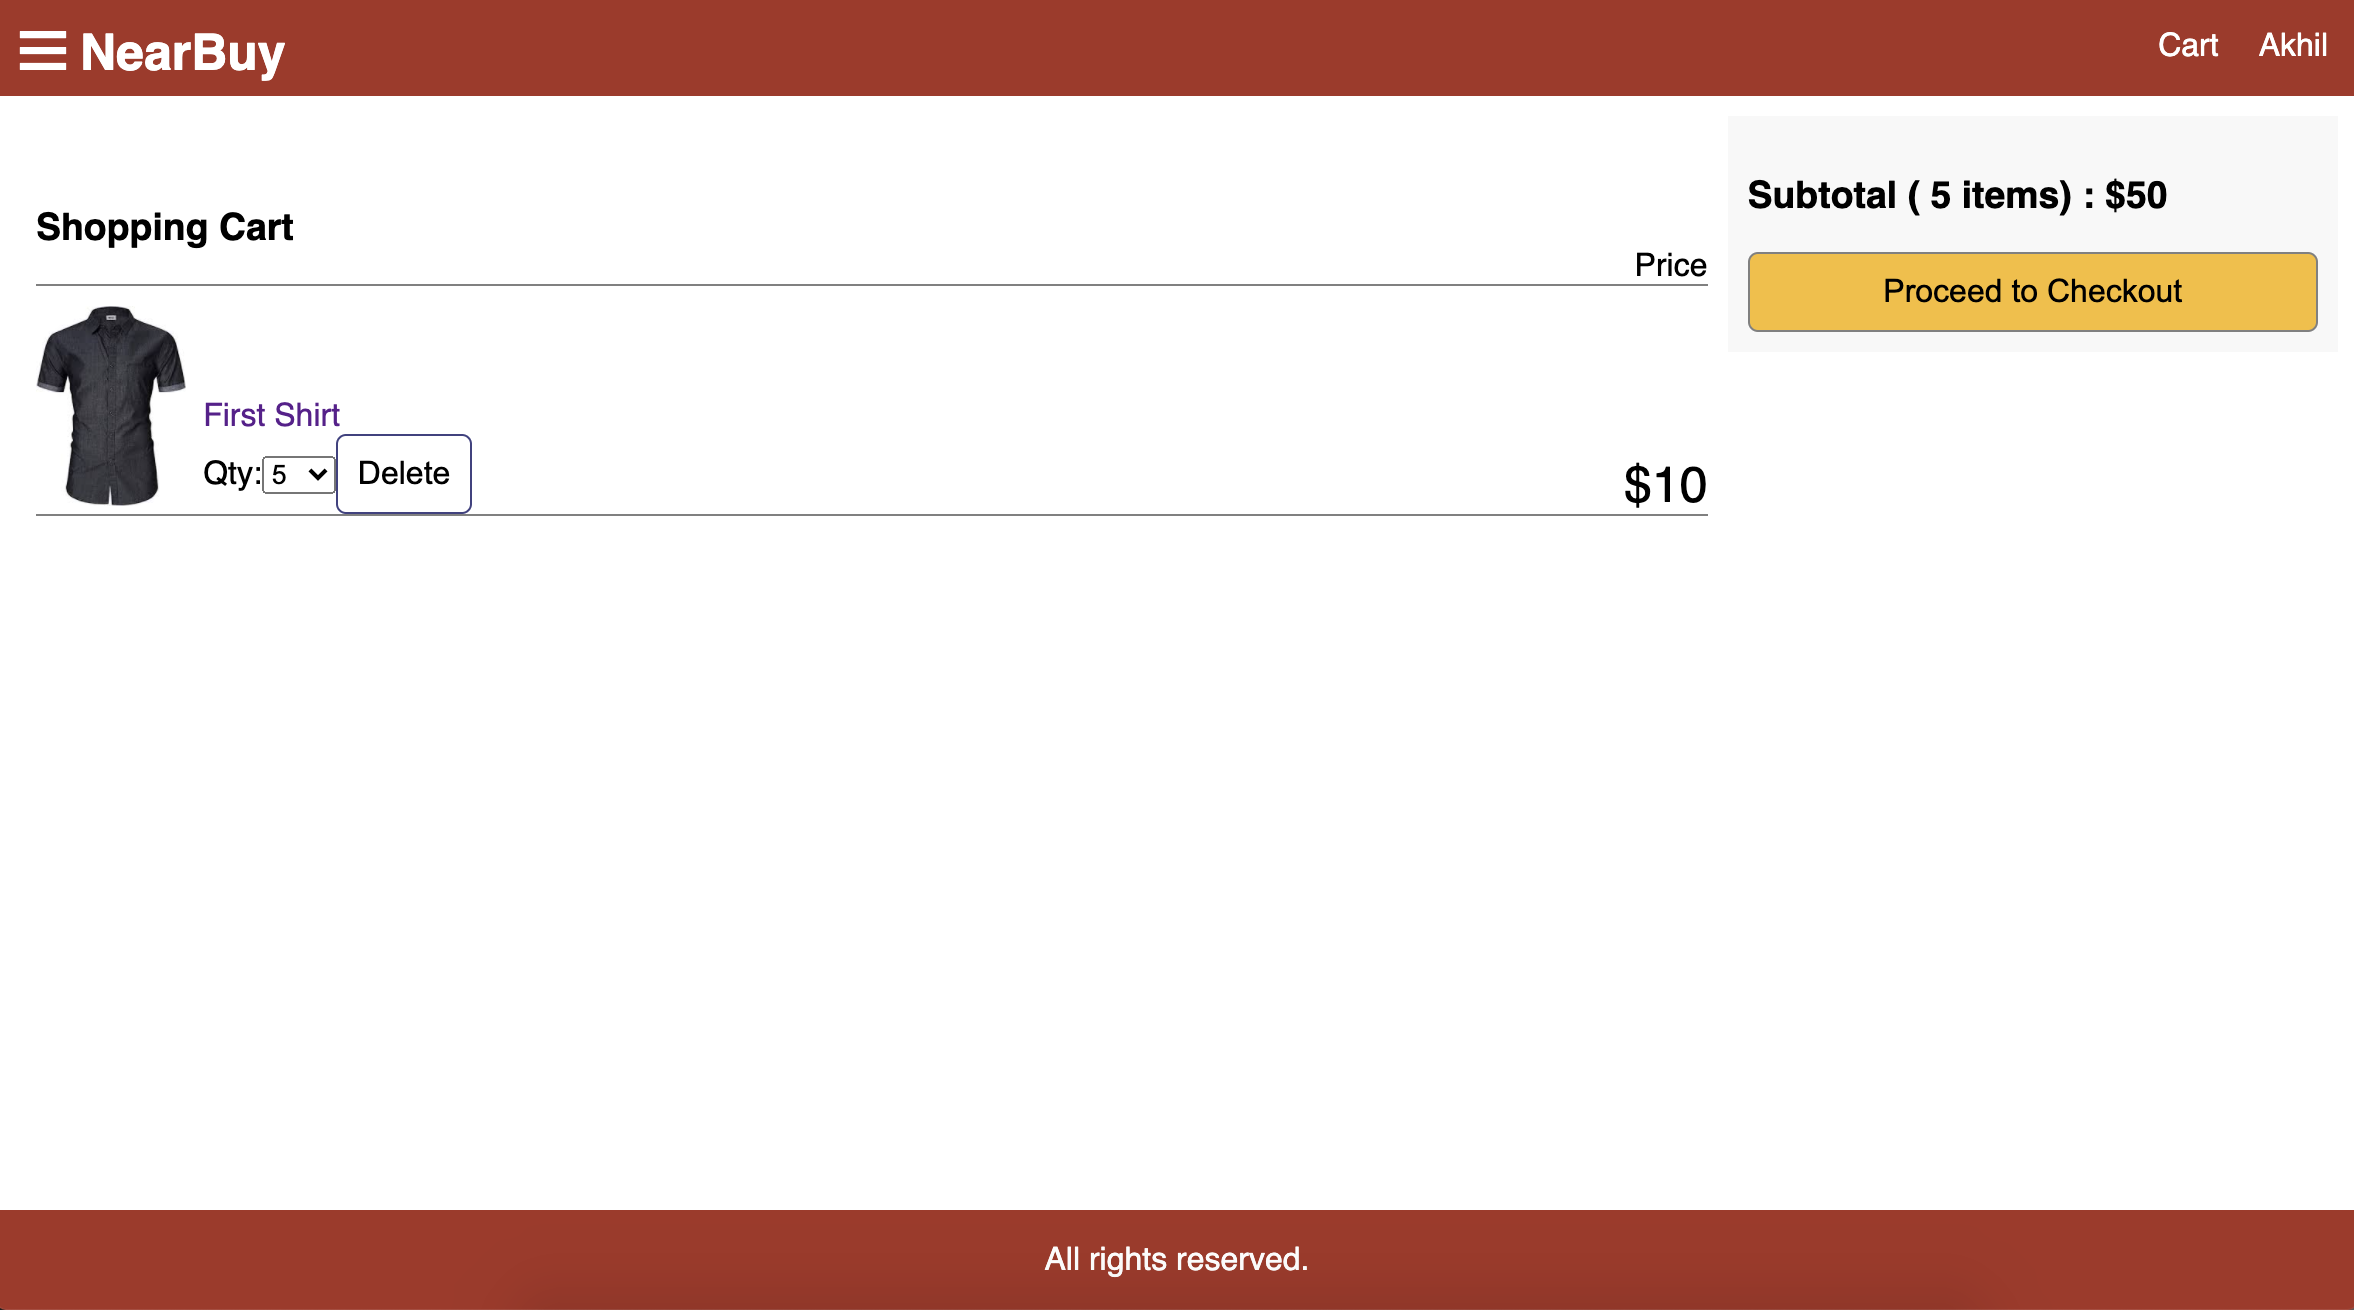 NearBuy
Cart Akhil
Shopping Cart
Price
First Shirt
Qty: 5 Delete
$10
Subtotal ( 5 items) : $50
Proceed to Checkout
All rights reserved.